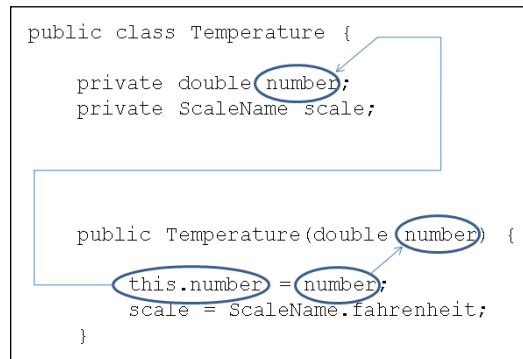 public class Temperature {
private double number;
private ScaleName scale;
public Temperature(double number) {
this.number = number;
scale = ScaleName.fahrenheit;
}